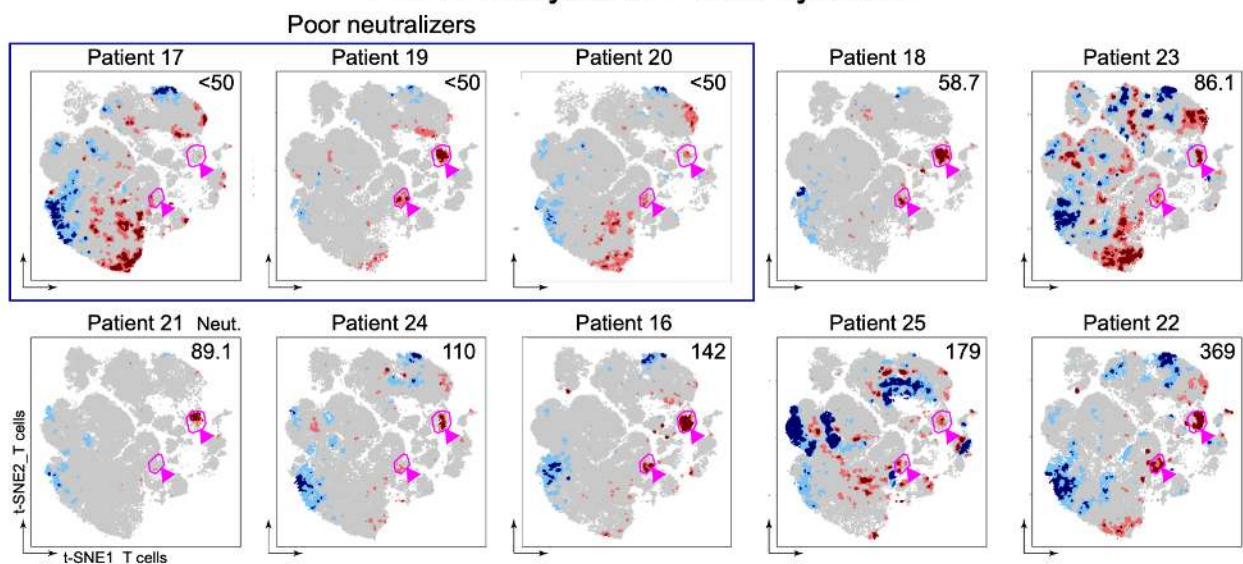 Poor neutralizers
Patient 17
Patient 19
Patient 20
Patient 18
Patient 23
<50
<50
<50
58.7
86.1
Patient 21 Neut.
Patient 24
Patient 16
Patient 25
Patient 22
89.1
110
142
179
369
t-SNE2_T cells
t-SNE1_T cells